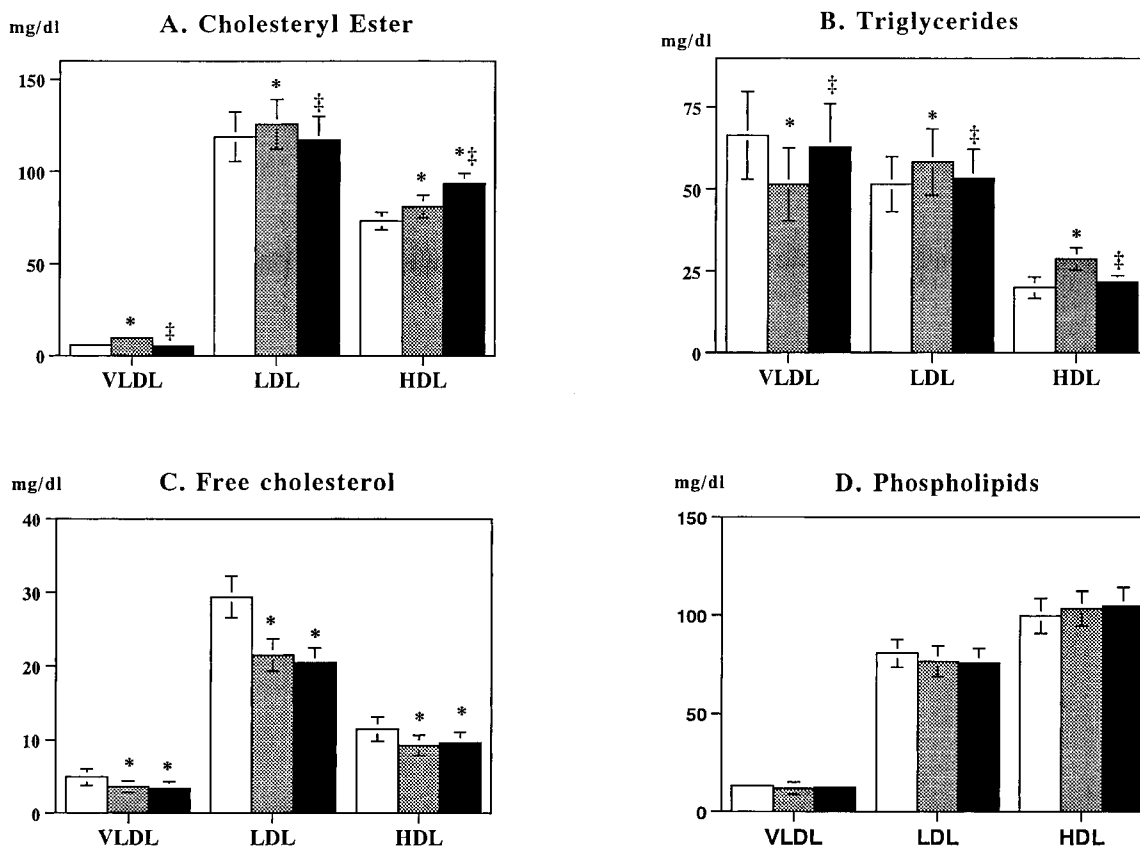 A. Cholesteryl Ester
mg/dl
150
100
50
0
* ‡
*
* ‡
*
*‡
VLDL LDL HDL
B. Triglycerides
mg/dl
75
50
25
0
* ‡
* ‡
* ‡
VLDL LDL HDL
C. Free cholesterol
mg/dl
40
30
20
10
0
* *
* *
* *
VLDL LDL HDL
D. Phospholipids
mg/dl
150
100
50
0
VLDL LDL HDL